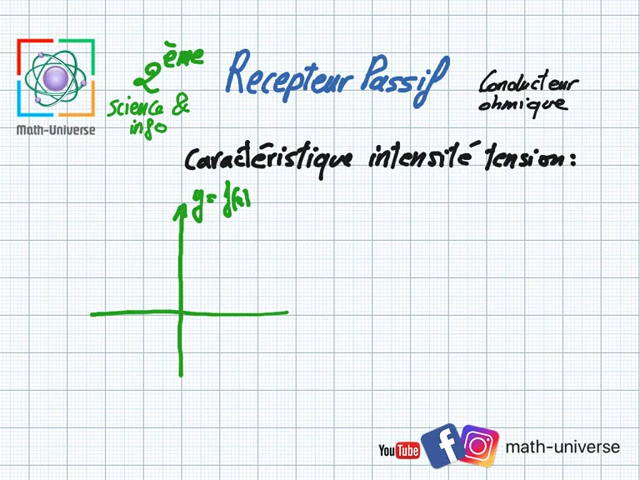 2ème
science &
info
Recepteur Passif
Conducteur
ohmique
Math-Universe
caractéristique intensité tension:
y = f(x)
YouTube
math-universe